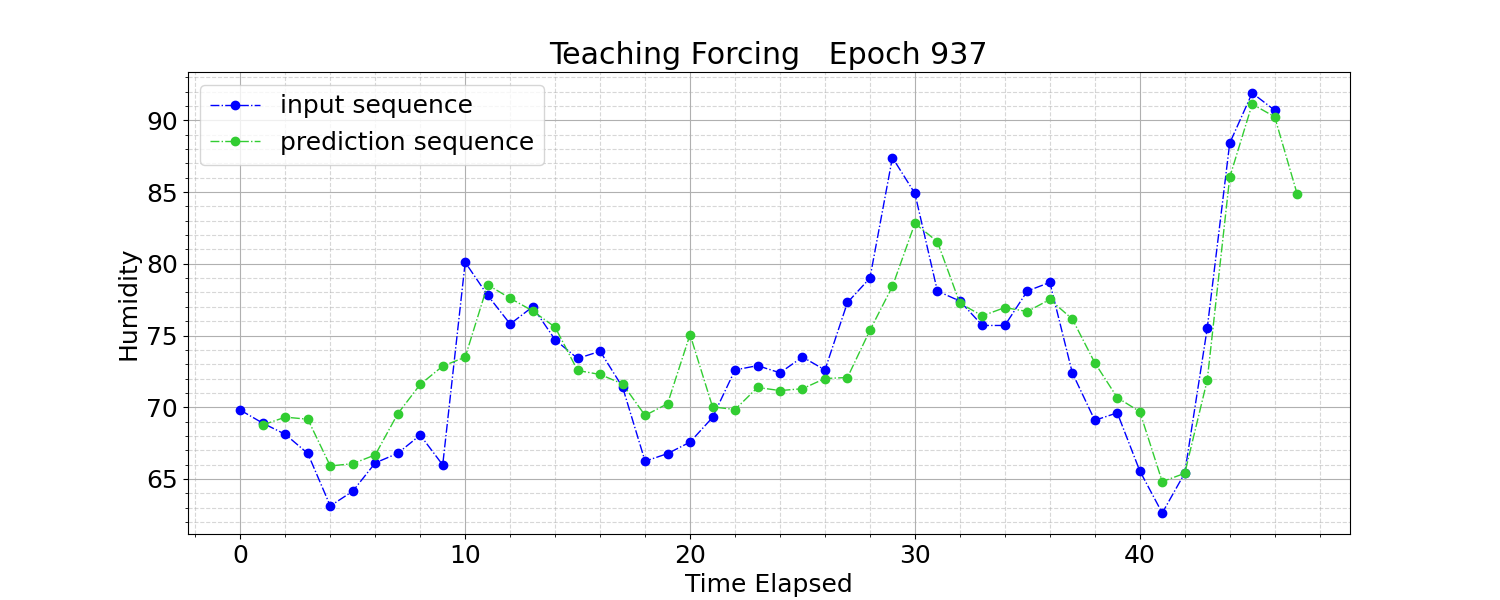 Teaching Forcing   Epoch 937
input sequence
prediction sequence
90
85
80
75
70
65
Humidity
0 10 20 30 40
Time Elapsed